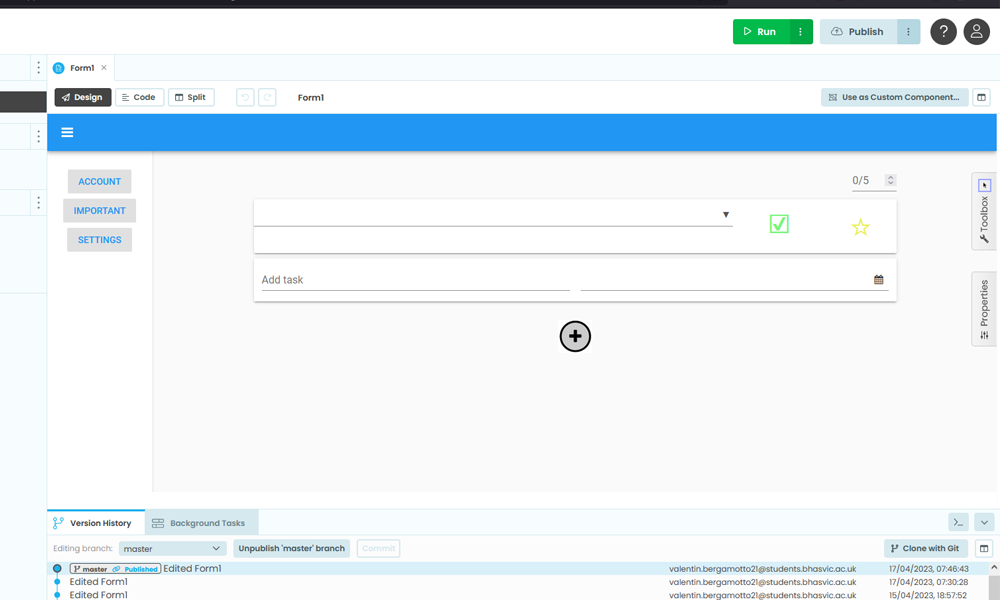 Run
Publish
?
Form1
Design
Code
Split
Form1
Use as Custom Component...
ACCOUNT
IMPORTANT
SETTINGS
0/5
Toolbox
Add task
Properties
Version History
Background Tasks
Editing branch:
master
Unpublish 'master' branch
Commit
Clone with Git
master Published Edited Form1 valentin.bergamotto21@students.bhasvic.ac.uk 17/04/2023, 07:46:43
Edited Form1 valentin.bergamotto21@students.bhasvic.ac.uk 17/04/2023, 07:30:28
Edited Form1 valentin.bergamotto21@students.bhasvic.ac.uk 15/04/2023, 18:57:52